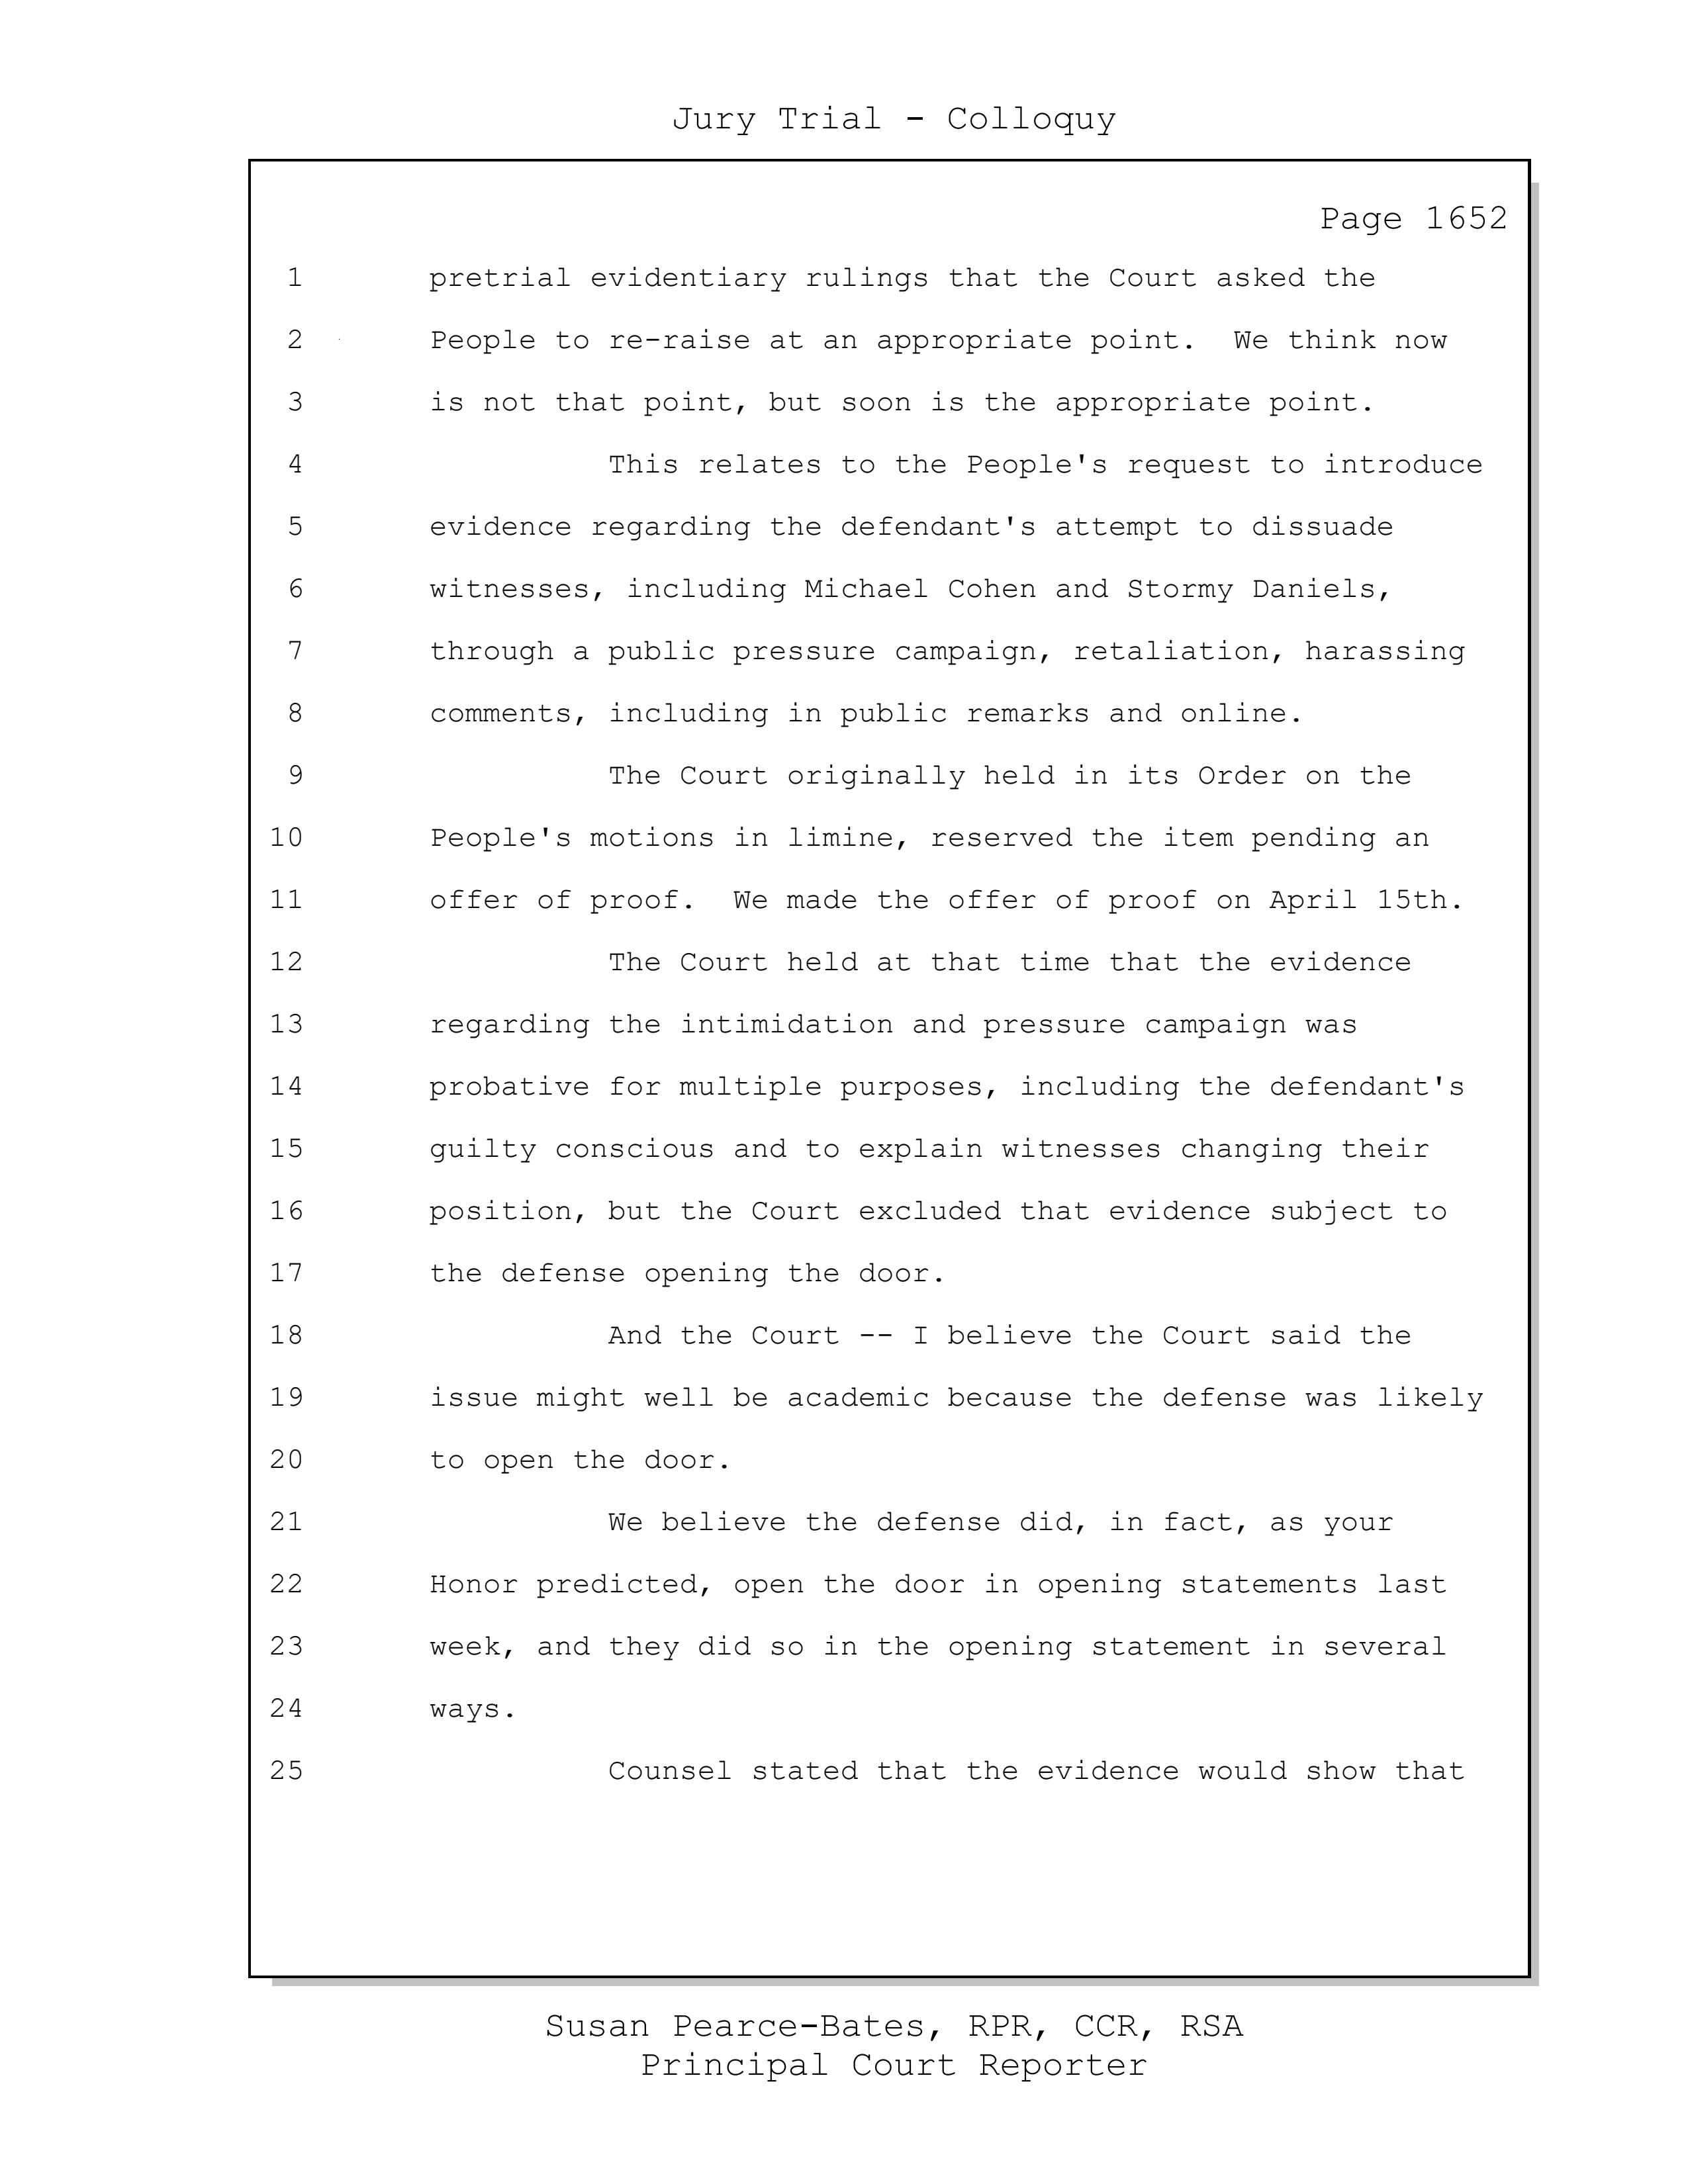 Jury Trial - Colloquy
Page 1652
1 pretrial evidentiary rulings that the Court asked the
2 People to re-raise at an appropriate point.  We think now
3 is not that point, but soon is the appropriate point.
4 This relates to the People's request to introduce
5 evidence regarding the defendant's attempt to dissuade
6 witnesses, including Michael Cohen and Stormy Daniels,
7 through a public pressure campaign, retaliation, harassing
8 comments, including in public remarks and online.
9 The Court originally held in its Order on the
10 People's motions in limine, reserved the item pending an
11 offer of proof.  We made the offer of proof on April 15th.
12 The Court held at that time that the evidence
13 regarding the intimidation and pressure campaign was
14 probative for multiple purposes, including the defendant's
15 guilty conscious and to explain witnesses changing their
16 position, but the Court excluded that evidence subject to
17 the defense opening the door.
18 And the Court -- I believe the Court said the
19 issue might well be academic because the defense was likely
20 to open the door.
21 We believe the defense did, in fact, as your
22 Honor predicted, open the door in opening statements last
23 week, and they did so in the opening statement in several
24 ways.
25 Counsel stated that the evidence would show that
Susan Pearce-Bates, RPR, CCR, RSA
Principal Court Reporter